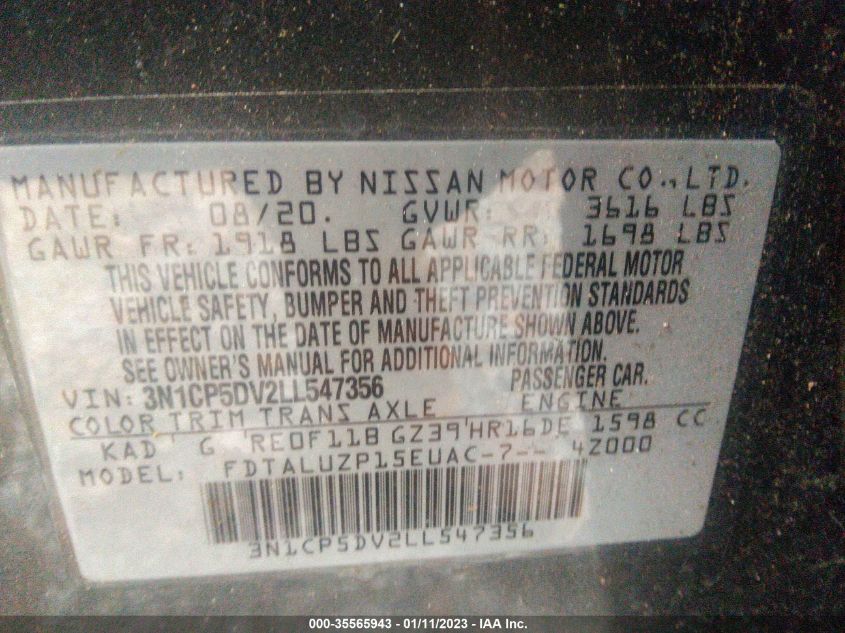 MANUFACTURED BY NISSAN MOTOR CO., LTD.
DATE: 08/20. GVWR: 3616 LBS
GAWR FR: 1918 LBS GAWR RR: 1698 LBS
THIS VEHICLE CONFORMS TO ALL APPLICABLE FEDERAL MOTOR
VEHICLE SAFETY, BUMPER AND THEFT PREVENTION STANDARDS
IN EFFECT ON THE DATE OF MANUFACTURE SHOWN ABOVE.
SEE OWNER'S MANUAL FOR ADDITIONAL INFORMATION.
VIN: 3N1CP5DV2LL547356 PASSENGER CAR.
COLOR TRIM TRANS AXLE ENGINE
KAD G RE0F11B GZ39 HR16DE 1598 CC
MODEL: FDTALUZP15EUAC-7-- 4Z000
3N1CP5DV2LL547356
000-35565943 - 01/11/2023 - IAA Inc.